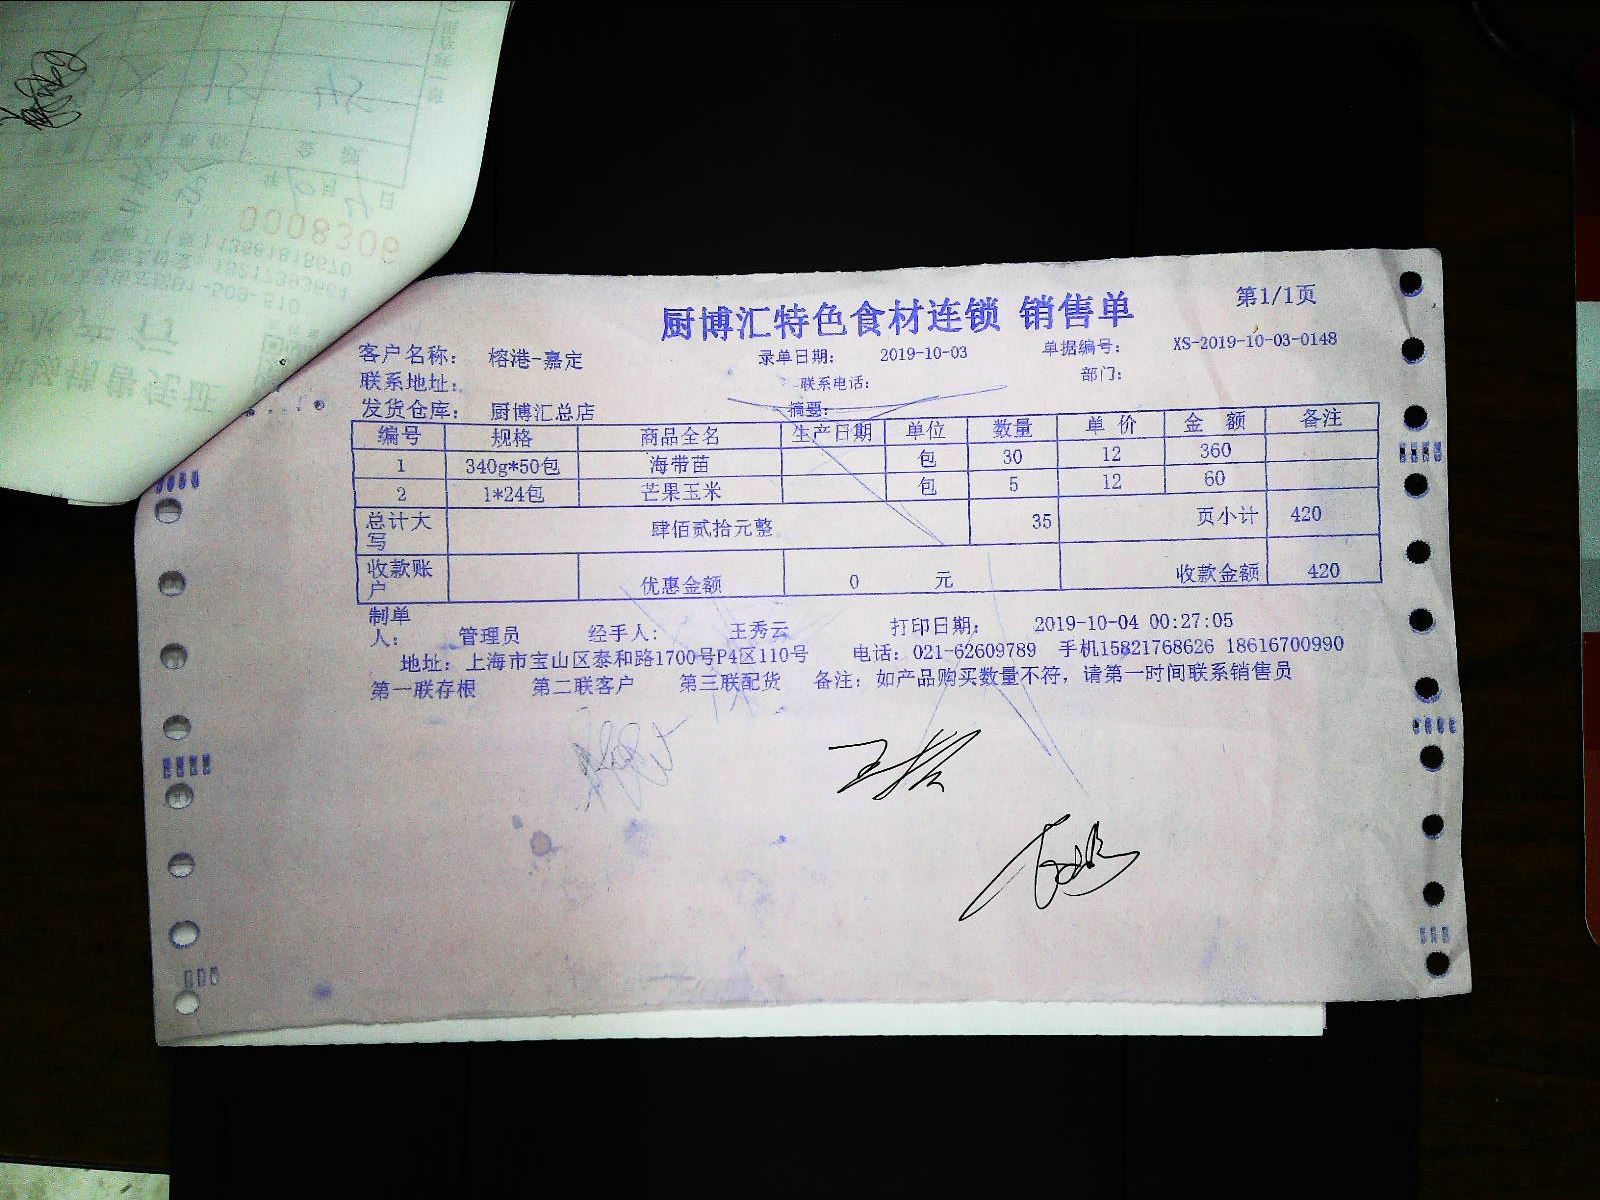 厨博汇特色食材连锁 销售单 第1/1页
客户名称： 榕港-嘉定 录单日期： 2019-10-03 单据编号： XS-2019-10-03-0148
联系地址： 联系电话： 部门：
发货仓库： 厨博汇总店 摘要：
编号 规格 商品全名 生产日期 单位 数量 单价 金额 备注
1 340g*50包 海带苗 包 30 12 360
2 1*24包 芒果玉米 包 5 12 60
总计大写 肆佰贰拾元整 35 页小计 420
收款账户 优惠金额 0 元 收款金额 420
制单人： 管理员 经手人： 王秀云 打印日期： 2019-10-04 00:27:05
地址：上海市宝山区泰和路1700号P4区110号 电话：021-62609789 手机15821768626 18616700990
第一联存根 第二联客户 第三联配货 备注：如产品购买数量不符，请第一时间联系销售员
0008306